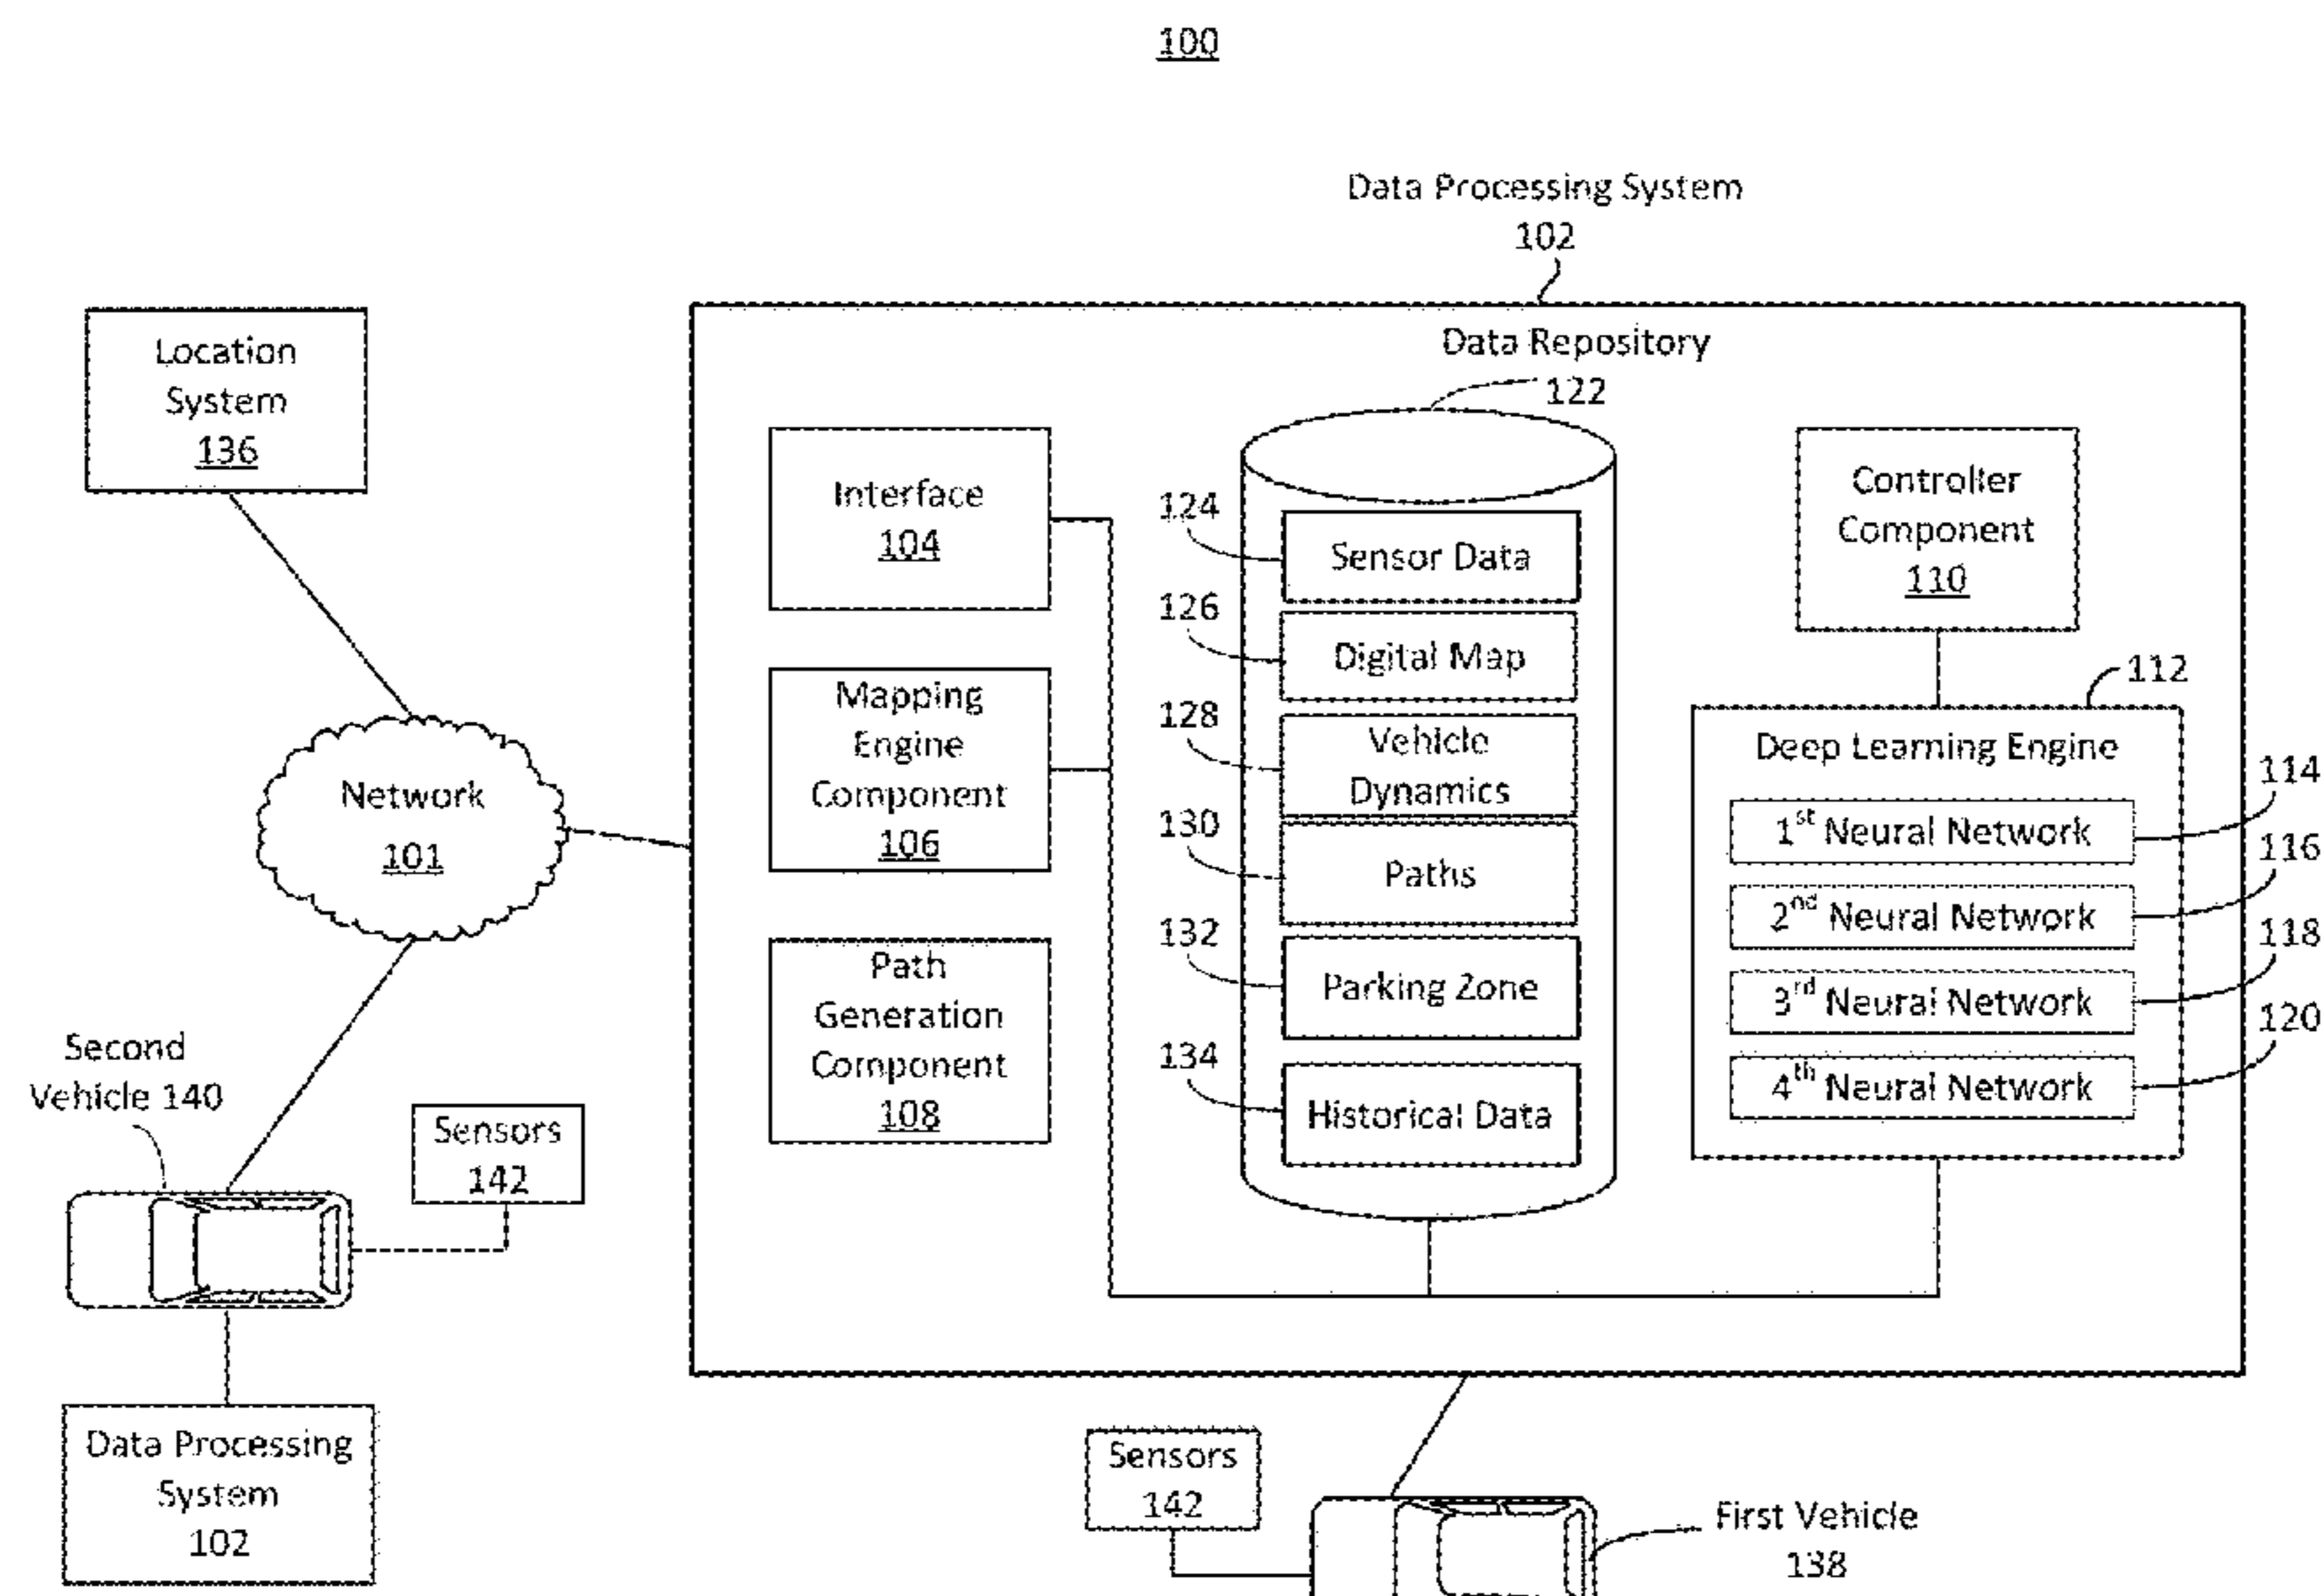 100
Data Processing System
102
Location
System
136
Data Repository
122
Interface
104
Controller
Component
110
124
Sensor Data
126
Digital Map
112
Mapping
Engine
Component
106
128
Vehicle
Dynamics
Deep Learning Engine
114
1st Neural Network
116
2nd Neural Network
118
3rd Neural Network
120
4th Neural Network
Network
101
130
Paths
132
Parking Zone
134
Historical Data
Path
Generation
Component
108
Second
Vehicle 140
Sensors
142
Data Processing
System
102
Sensors
142
First Vehicle
138